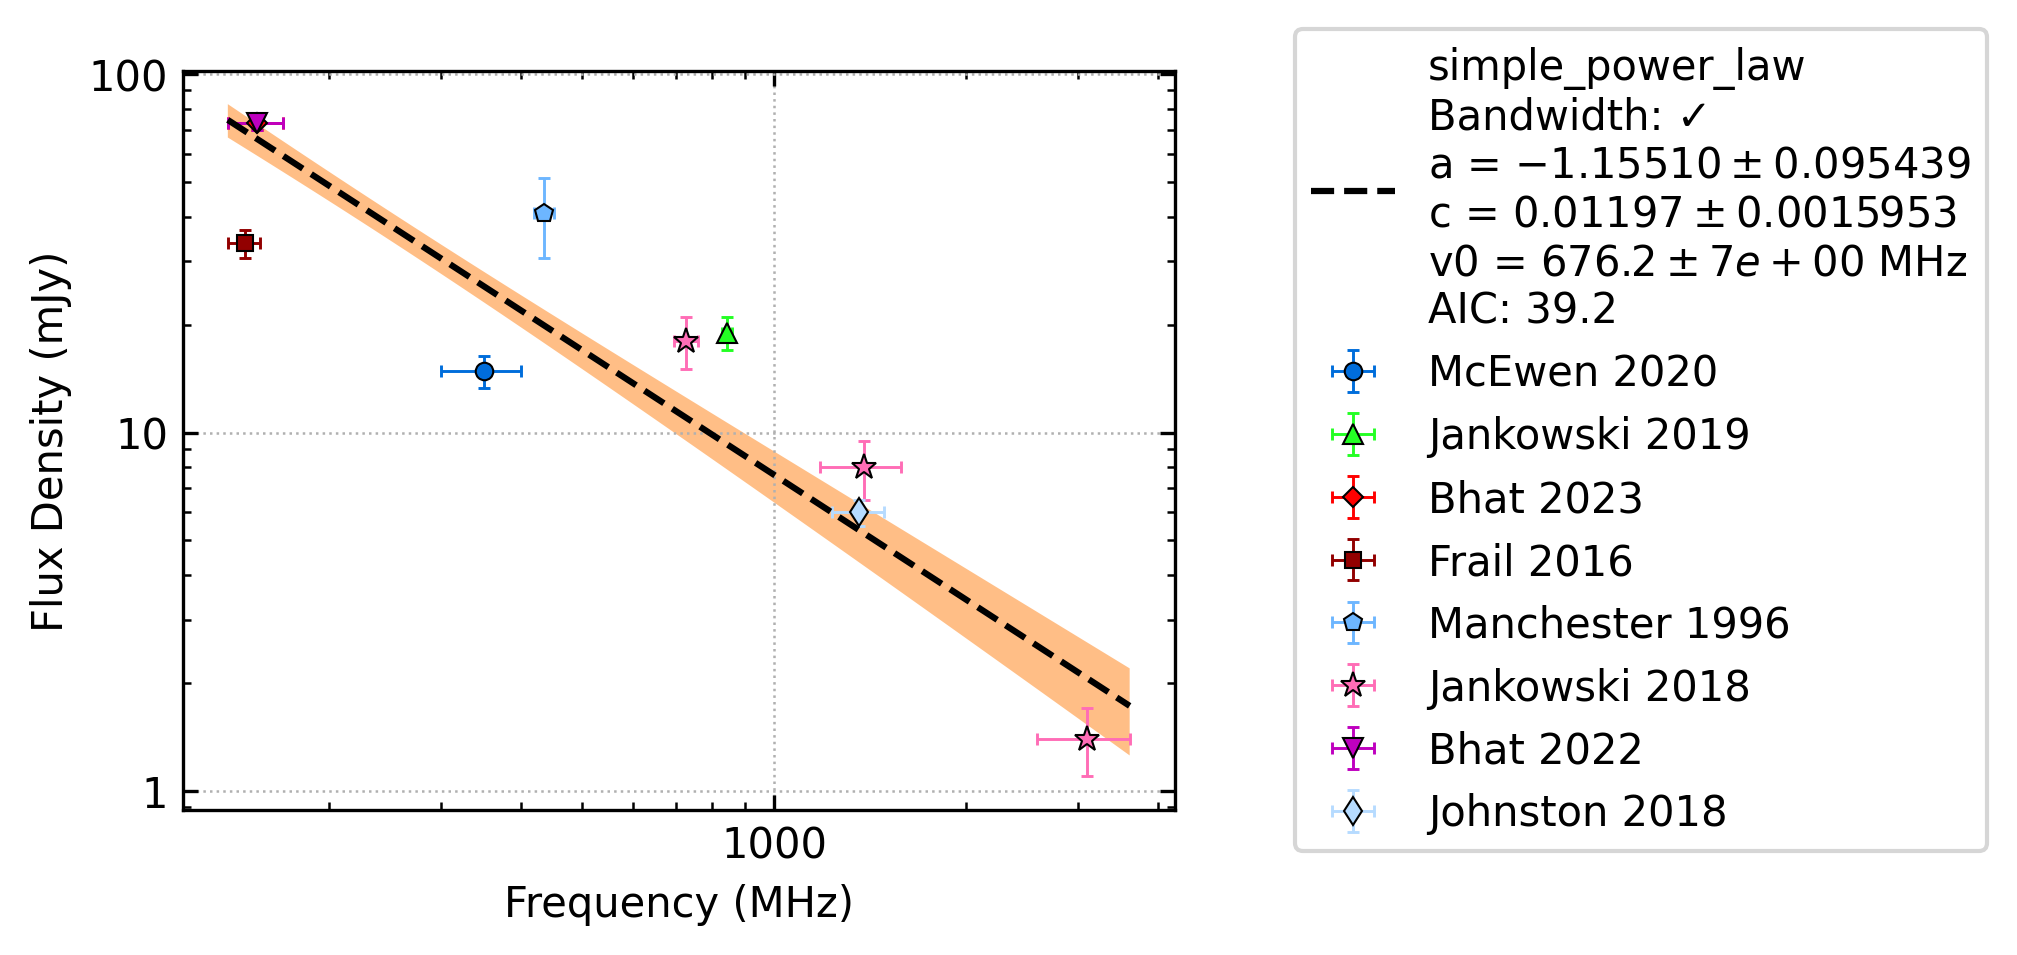 100
10
1
1000
Flux Density (mJy)
Frequency (MHz)
simple_power_law
Bandwidth: ✓
a = −1.15510 ± 0.095439
c = 0.01197 ± 0.0015953
v0 = 676.2 ± 7e + 00 MHz
AIC: 39.2
McEwen 2020
Jankowski 2019
Bhat 2023
Frail 2016
Manchester 1996
Jankowski 2018
Bhat 2022
Johnston 2018